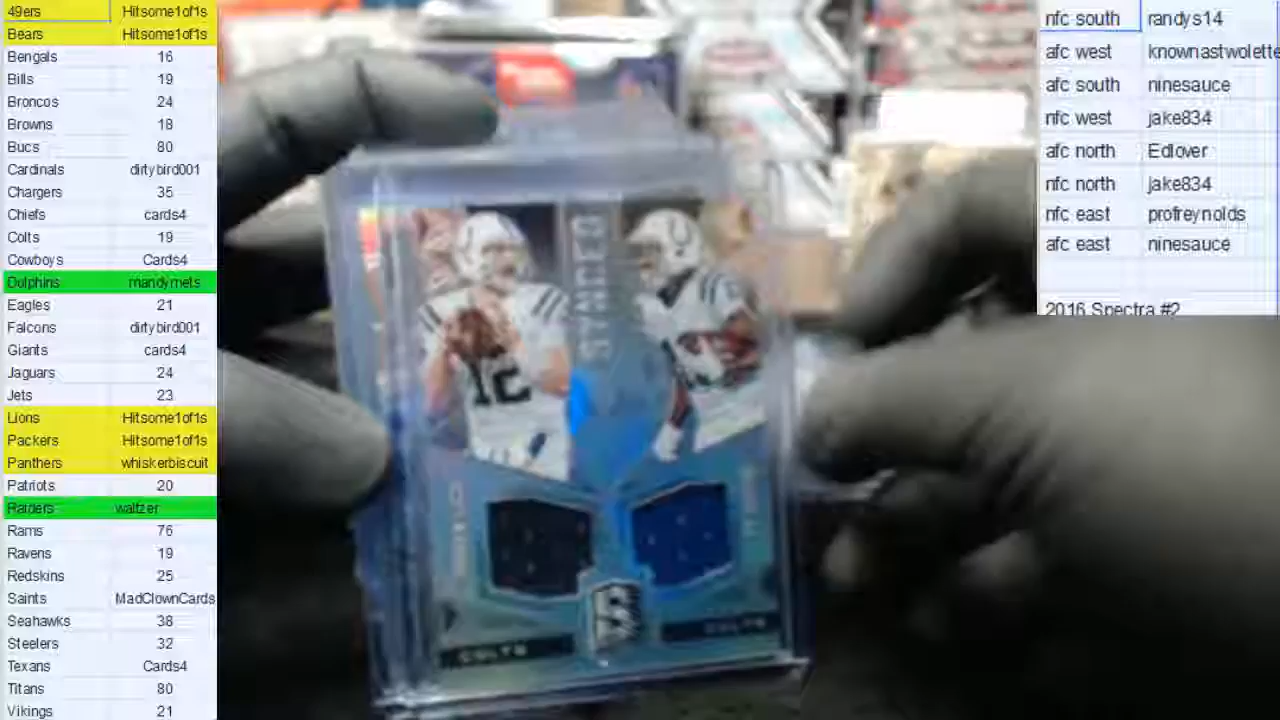 49ers Hitsome1of1s
Bears Hitsome1of1s
Bengals 16
Bills 19
Broncos 24
Browns 18
Bucs 80
Cardinals dirtybird001
Chargers 35
Chiefs cards4
Colts 19
Cowboys Cards4
Dolphins mandymets
Eagles 21
Falcons dirtybird001
Giants cards4
Jaguars 24
Jets 23
Lions Hitsome1of1s
Packers Hitsome1of1s
Panthers whiskerbiscuit
Patriots 20
Raiders waltzer
Rams 76
Ravens 19
Redskins 25
Saints MadClownCards
Seahawks 38
Steelers 32
Texans Cards4
Titans 80
Vikings 21
SYNCED
12
COLTS
COLTS
nfc south randys14
afc west knownastwolette
afc south ninesauce
nfc west jake834
afc north Edlover
nfc north jake834
nfc east profreynolds
afc east ninesauce
2016 Spectra #2